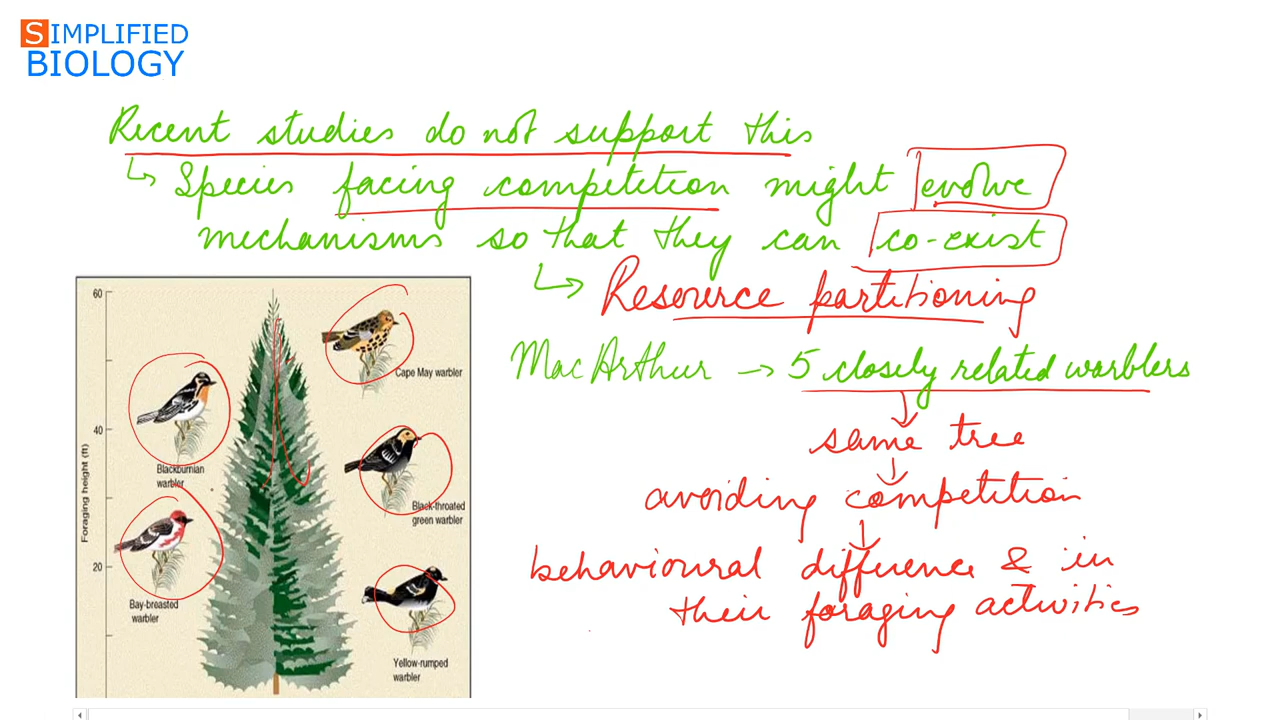 SIMPLIFIED
BIOLOGY
Recent studies do not support this
↳ Species facing competition might evolve
mechanisms so that they can co-exist
↳ Resource partitioning
MacArthur → 5 closely related warblers
same tree
avoiding competition
behavioural difference & in
their foraging activities
60
40
20
Foraging height (ft)
Cape May warbler
Blackburnian
warbler
Black-throated
green warbler
Bay-breasted
warbler
Yellow-rumped
warbler